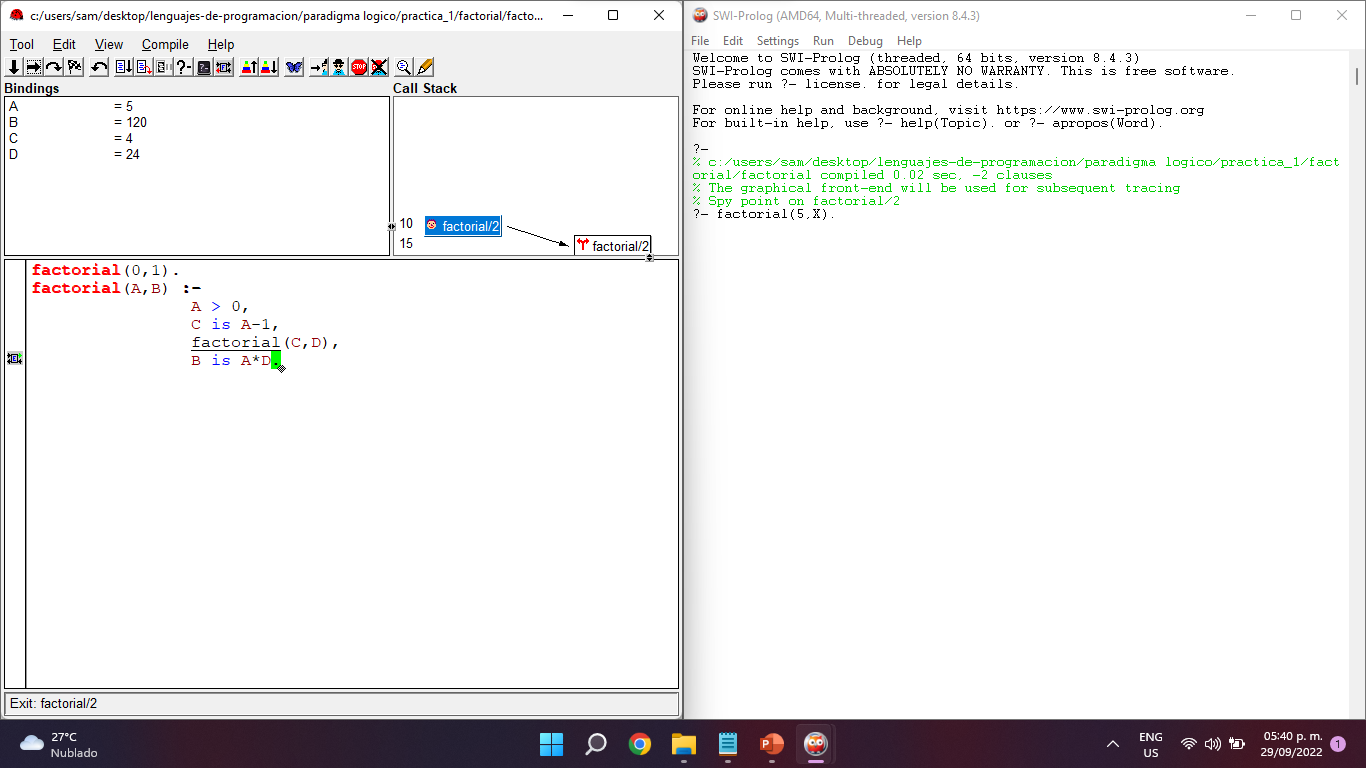 c:/users/sam/desktop/lenguajes-de-programacion/paradigma logico/practica_1/factorial/facto...
Tool Edit View Compile Help
Bindings
A = 5
B = 120
C = 4
D = 24
Call Stack
10 factorial/2
15 factorial/2
factorial(0,1).
factorial(A,B) :-
A > 0,
C is A-1,
factorial(C,D),
B is A*D.
Exit: factorial/2
SWI-Prolog (AMD64, Multi-threaded, version 8.4.3)
File Edit Settings Run Debug Help
Welcome to SWI-Prolog (threaded, 64 bits, version 8.4.3)
SWI-Prolog comes with ABSOLUTELY NO WARRANTY. This is free software.
Please run ?- license. for legal details.
For online help and background, visit https://www.swi-prolog.org
For built-in help, use ?- help(Topic). or ?- apropos(Word).
?-
% c:/users/sam/desktop/lenguajes-de-programacion/paradigma logico/practica_1/fact
orial/factorial compiled 0.02 sec, -2 clauses
% The graphical front-end will be used for subsequent tracing
% Spy point on factorial/2
?- factorial(5,X).
27°C
Nublado
ENG
US
05:40 p. m.
29/09/2022
1